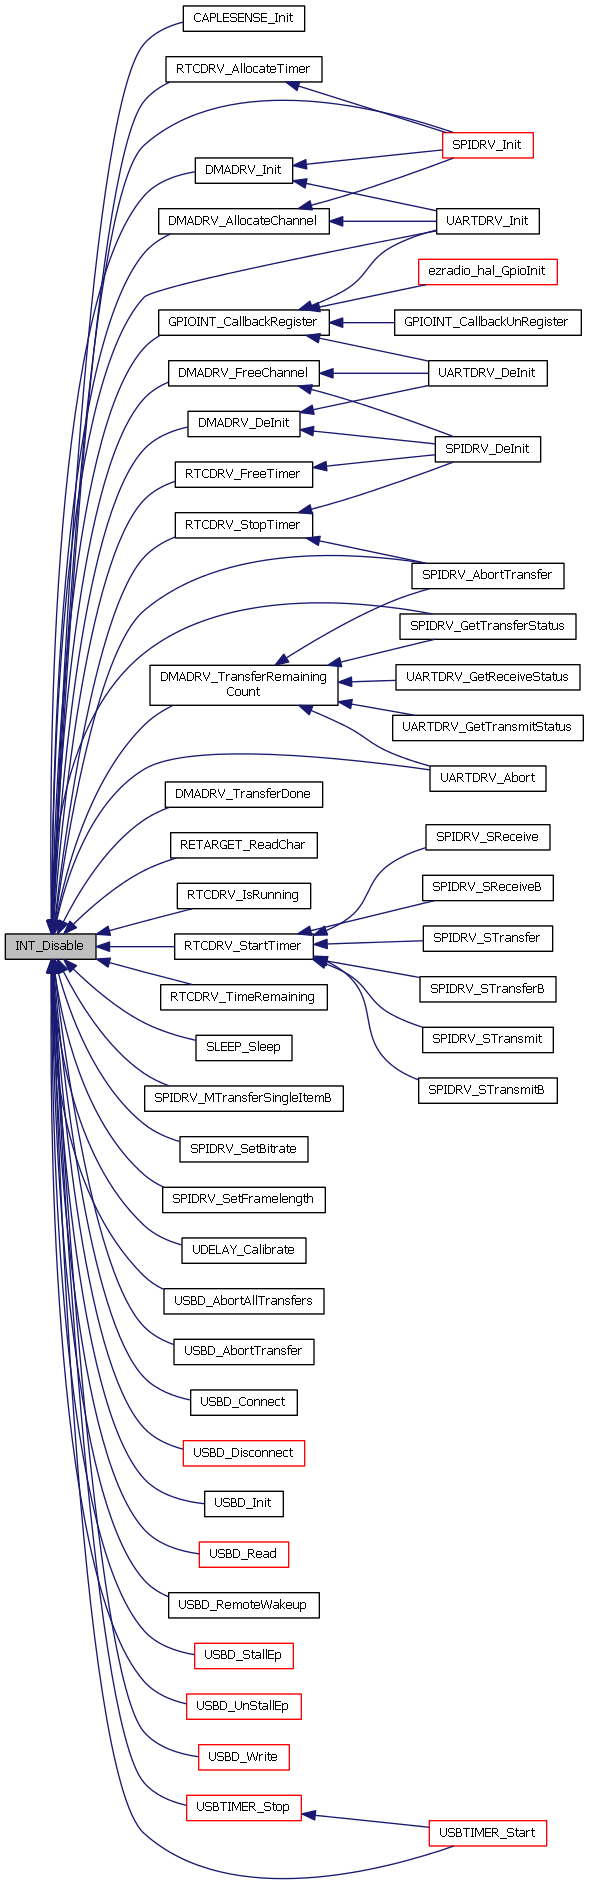 CAPLESENSE_Init
RTCDRV_AllocateTimer
SPIDRV_Init
DMADRV_Init
DMADRV_AllocateChannel
UARTDRV_Init
ezradio_hal_GpioInit
GPIOINT_CallbackRegister
GPIOINT_CallbackUnRegister
DMADRV_FreeChannel
UARTDRV_DeInit
DMADRV_DeInit
SPIDRV_DeInit
RTCDRV_FreeTimer
RTCDRV_StopTimer
SPIDRV_AbortTransfer
SPIDRV_GetTransferStatus
DMADRV_TransferRemaining
Count
UARTDRV_GetReceiveStatus
UARTDRV_GetTransmitStatus
UARTDRV_Abort
DMADRV_TransferDone
SPIDRV_SReceive
RETARGET_ReadChar
SPIDRV_SReceiveB
RTCDRV_IsRunning
SPIDRV_STransfer
INT_Disable
RTCDRV_StartTimer
SPIDRV_STransferB
RTCDRV_TimeRemaining
SPIDRV_STransmit
SLEEP_Sleep
SPIDRV_STransmitB
SPIDRV_MTransferSingleItemB
SPIDRV_SetBitrate
SPIDRV_SetFramelength
UDELAY_Calibrate
USBD_AbortAllTransfers
USBD_AbortTransfer
USBD_Connect
USBD_Disconnect
USBD_Init
USBD_Read
USBD_RemoteWakeup
USBD_StallEp
USBD_UnStallEp
USBD_Write
USBTIMER_Stop
USBTIMER_Start